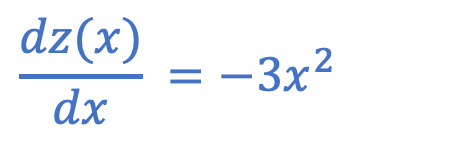 dz(x)/dx = −3x²